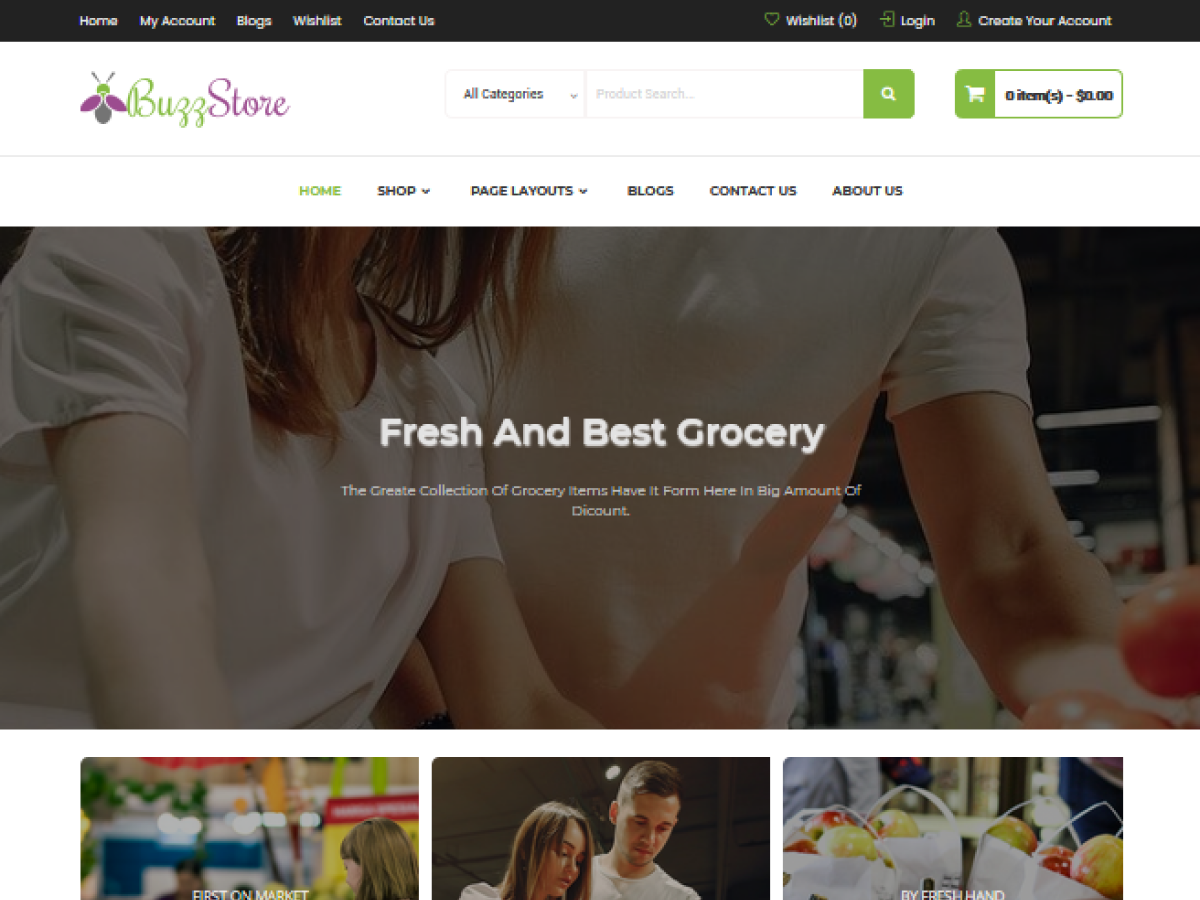 Home My Account Blogs Wishlist Contact Us Wishlist (0) Login Create Your Account
BuzzStore
All Categories Product Search... 0 item(s) - $0.00
HOME SHOP PAGE LAYOUTS BLOGS CONTACT US ABOUT US
Fresh And Best Grocery
The Greate Collection Of Grocery Items Have It Form Here In Big Amount Of
Dicount.
FIRST ON MARKET
BY FRESH HAND